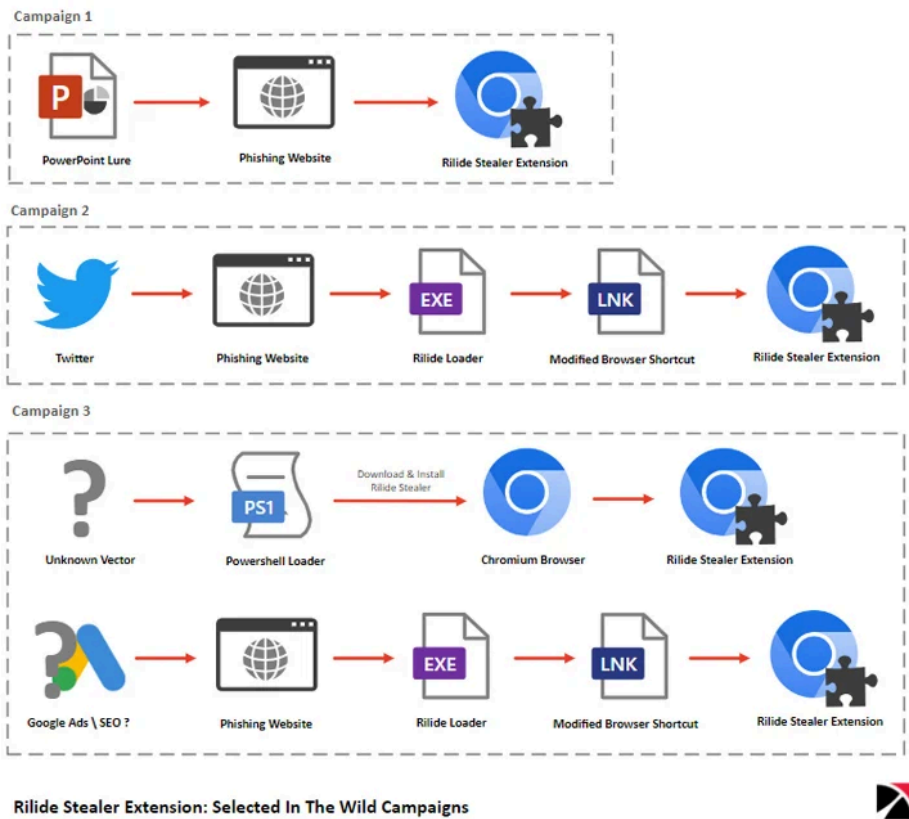 Campaign 1
P
PowerPoint Lure
Phishing Website
Rilide Stealer Extension
Campaign 2
EXE
LNK
Twitter
Phishing Website
Rilide Loader
Modified Browser Shortcut
Rilide Stealer Extension
Campaign 3
?
PS1
Download & Install
Rilide Stealer
Unknown Vector
Powershell Loader
Chromium Browser
Rilide Stealer Extension
?
EXE
LNK
Google Ads \ SEO ?
Phishing Website
Rilide Loader
Modified Browser Shortcut
Rilide Stealer Extension
Rilide Stealer Extension: Selected In The Wild Campaigns